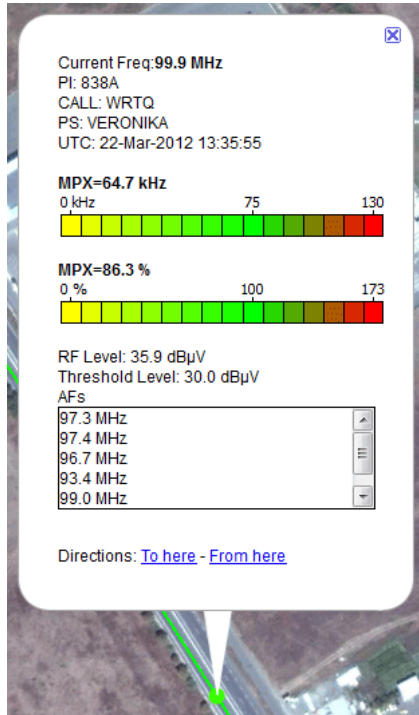 Current Freq:99.9 MHz
PI: 838A
CALL: WRTQ
PS: VERONIKA
UTC: 22-Mar-2012 13:35:55
MPX=64.7 kHz
0 kHz 75 130
MPX=86.3 %
0 % 100 173
RF Level: 35.9 dBµV
Threshold Level: 30.0 dBµV
AFs
97.3 MHz
97.4 MHz
96.7 MHz
93.4 MHz
99.0 MHz
Directions: To here - From here